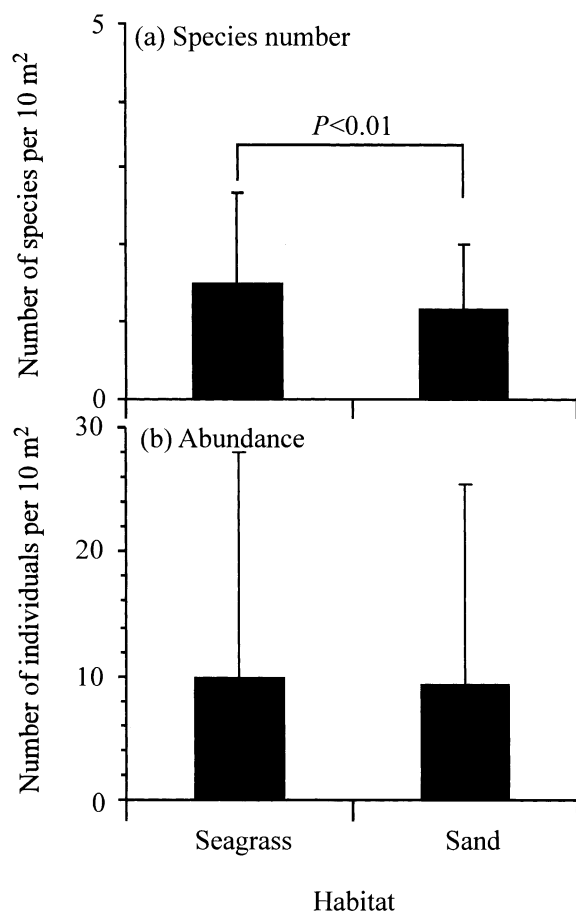 5
(a) Species number
P<0.01
Number of species per 10 m²
0
30
(b) Abundance
20
Number of individuals per 10 m²
10
0
Seagrass Sand
Habitat